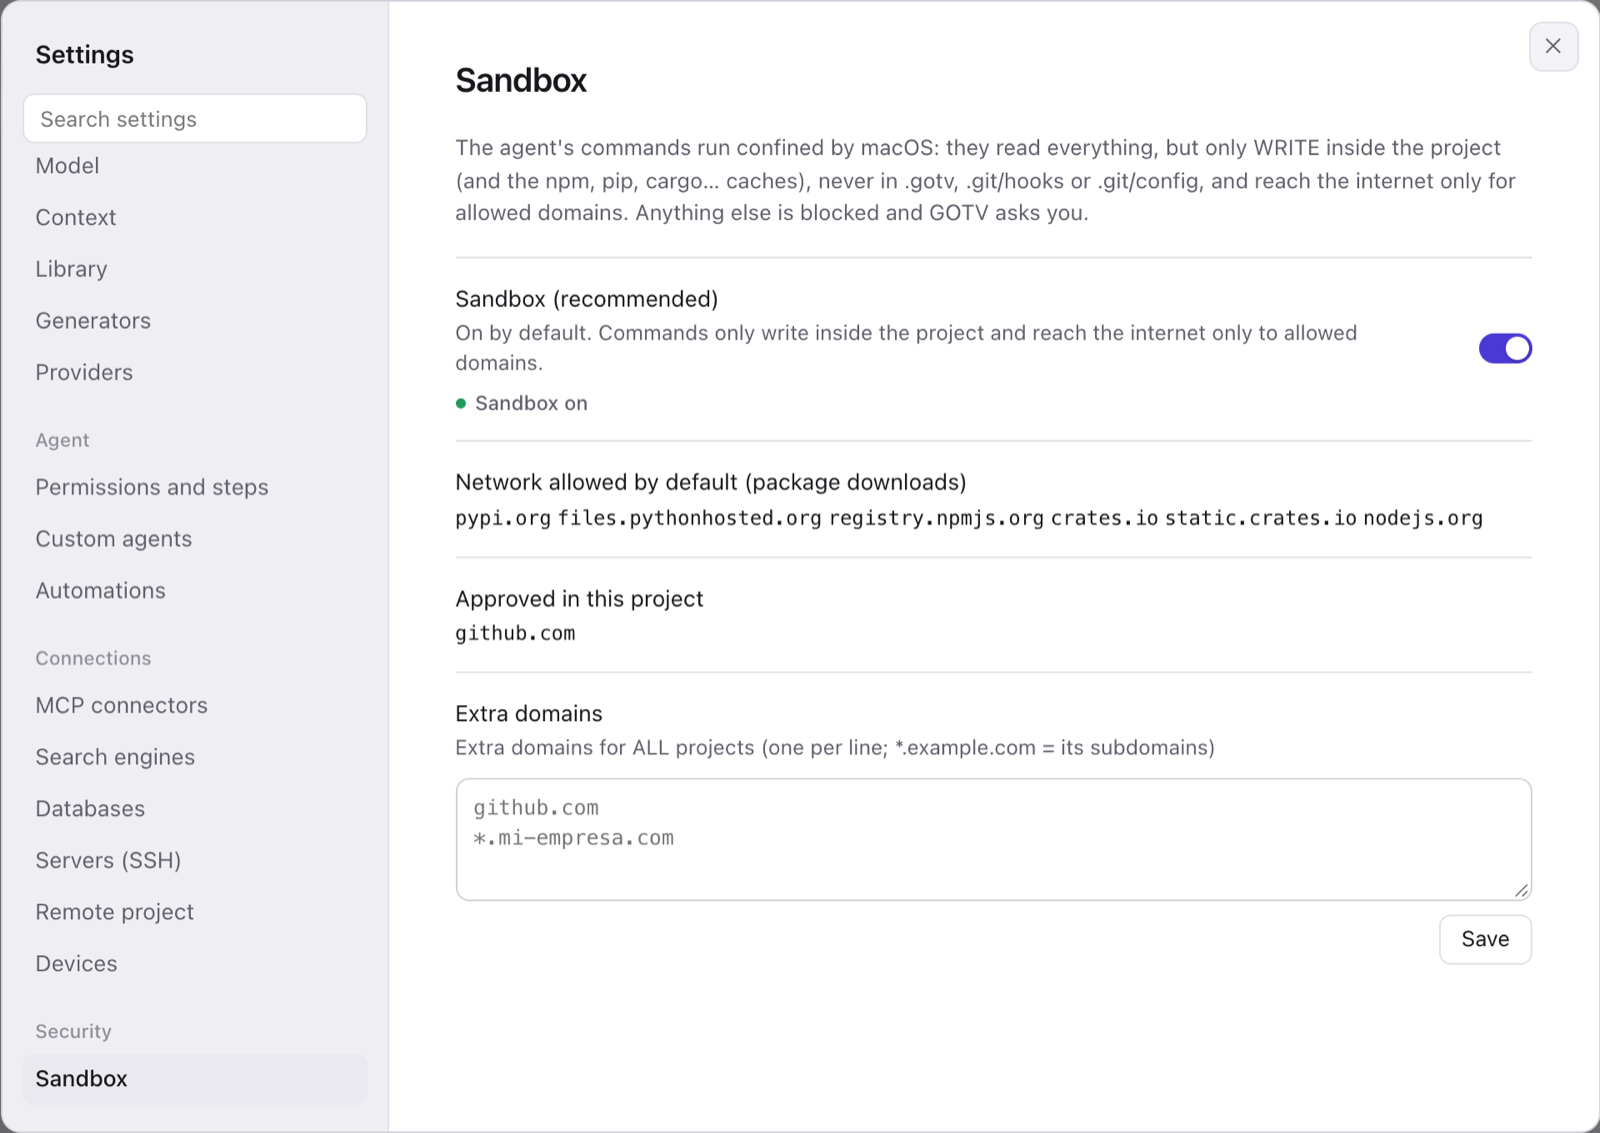 Settings
Search settings
Model
Context
Library
Generators
Providers
Agent
Permissions and steps
Custom agents
Automations
Connections
MCP connectors
Search engines
Databases
Servers (SSH)
Remote project
Devices
Security
Sandbox
Sandbox
The agent's commands run confined by macOS: they read everything, but only WRITE inside the project
(and the npm, pip, cargo... caches), never in .gotv, .git/hooks or .git/config, and reach the internet only for
allowed domains. Anything else is blocked and GOTV asks you.
Sandbox (recommended)
On by default. Commands only write inside the project and reach the internet only to allowed
domains.
Sandbox on
Network allowed by default (package downloads)
pypi.org files.pythonhosted.org registry.npmjs.org crates.io static.crates.io nodejs.org
Approved in this project
github.com
Extra domains
Extra domains for ALL projects (one per line; *.example.com = its subdomains)
github.com
*.mi-empresa.com
Save